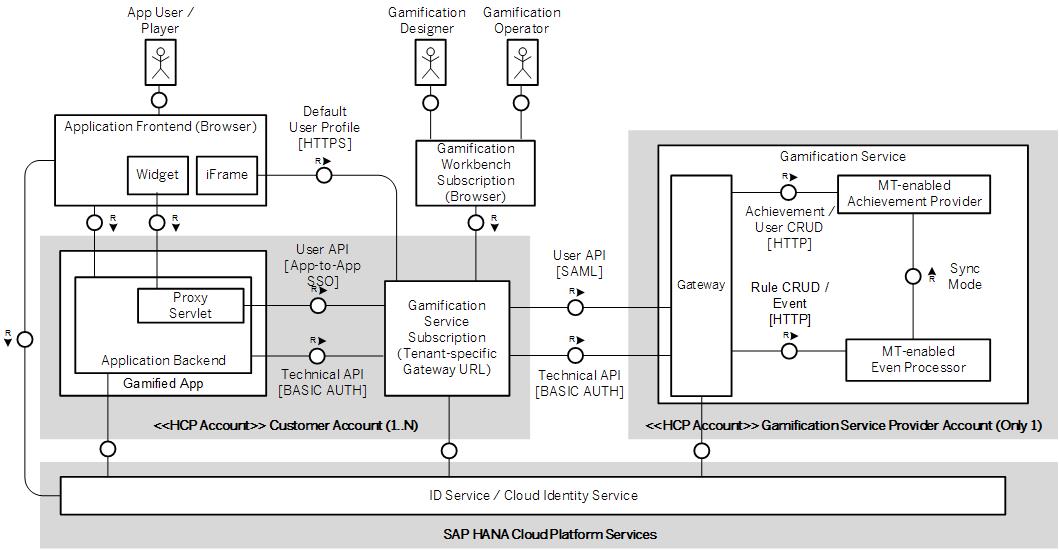 App User /
Player
Gamification
Designer
Gamification
Operator
Application Frontend (Browser)
Widget
iFrame
Default
User Profile
[HTTPS]
R
Gamification
Workbench
Subscription
(Browser)
Gamification Service
MT-enabled
Achievement Provider
R
Achievement /
User CRUD
[HTTP]
R
R
R
User API
[App-to-App
SSO]
R
User API
[SAML]
R
Gateway
R
Sync
Mode
Rule CRUD /
Event
[HTTP]
R
MT-enabled
Even Processor
Proxy
Servlet
Application Backend
Gamified App
Gamification
Service
Subscription
(Tenant-specific
Gateway URL)
R
R
Technical API
[BASIC AUTH]
R
Technical API
[BASIC AUTH]
<<HCP Account>> Customer Account (1..N)
<<HCP Account>> Gamification Service Provider Account (Only 1)
ID Service / Cloud Identity Service
SAP HANA Cloud Platform Services